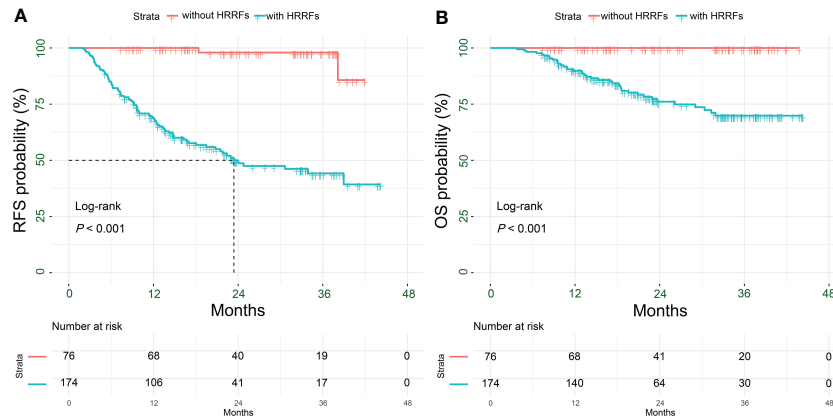 A
Strata without HRRFs with HRRFs
RFS probability (%)
100
75
50
25
0
Log-rank
P < 0.001
0 12 24 36 48
Months
Number at risk
Strata
76 68 40 19 0
174 106 41 17 0
0 12 24 36 48
Months
B
Strata without HRRFs with HRRFs
OS probability (%)
100
75
50
25
0
Log-rank
P < 0.001
0 12 24 36 48
Months
Number at risk
Strata
76 68 41 20 0
174 140 64 30 0
0 12 24 36 48
Months